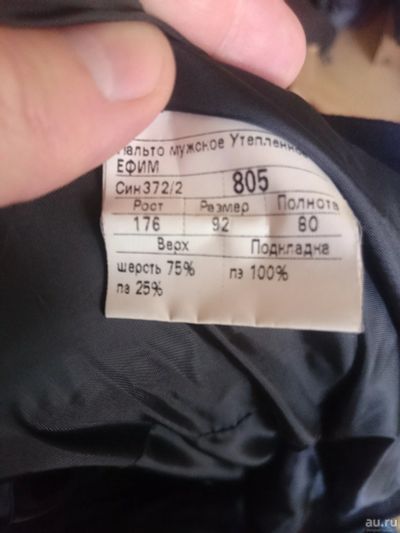 Пальто мужское Утепленное
ЕФИМ
Син372/2 805
Рост Размер Полнота
176 92 80
Верх Подкладка
шерсть 75% пэ 100%
па 25%
au.ru